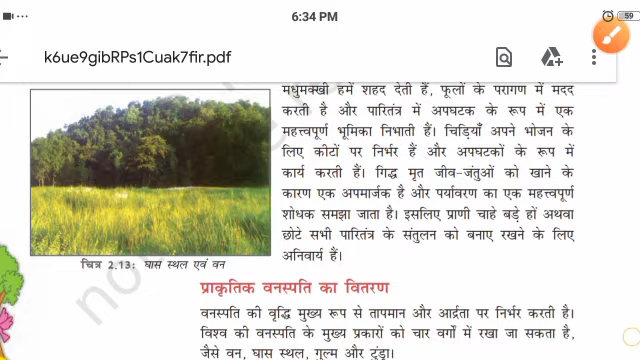 6:34 PM
59
k6ue9gibRPs1Cuak7fir.pdf
मधुमक्खी हमें शहद देती हैं, फूलों के परागण में मदद
करती है और पारितंत्र में अपघटक के रूप में एक
महत्त्वपूर्ण भूमिका निभाती हैं। चिड़ियाँ अपने भोजन के
लिए कीटों पर निर्भर हैं और अपघटकों के रूप में
कार्य करती हैं। गिद्ध मृत जीव-जंतुओं को खाने के
कारण एक अपमार्जक है और पर्यावरण का एक महत्त्वपूर्ण
शोधक समझा जाता है। इसलिए प्राणी चाहे बड़े हों अथवा
छोटे सभी पारितंत्र के संतुलन को बनाए रखने के लिए
अनिवार्य हैं।
चित्र 2.13: घास स्थल एवं वन
प्राकृतिक वनस्पति का वितरण
वनस्पति की वृद्धि मुख्य रूप से तापमान और आर्द्रता पर निर्भर करती है।
विश्व की वनस्पति के मुख्य प्रकारों को चार वर्गों में रखा जा सकता है,
जैसे वन, घास स्थल, गुल्म और टुंड्रा।